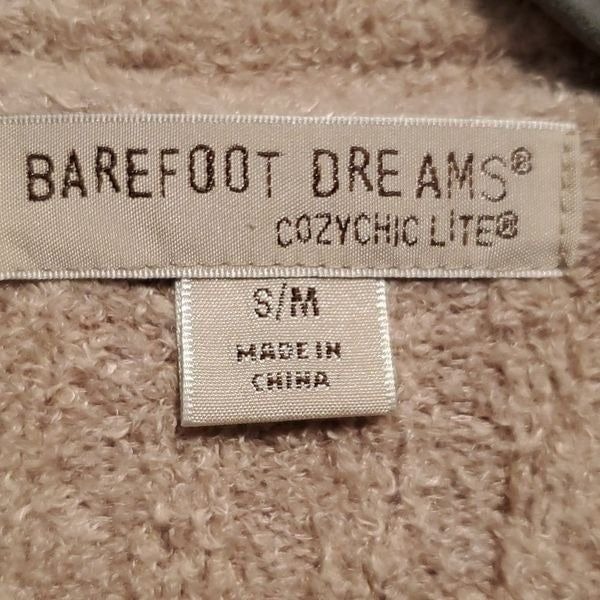 BAREFOOT DREAMS®
COZYCHIC LITE®
S/M
MADE IN
CHINA